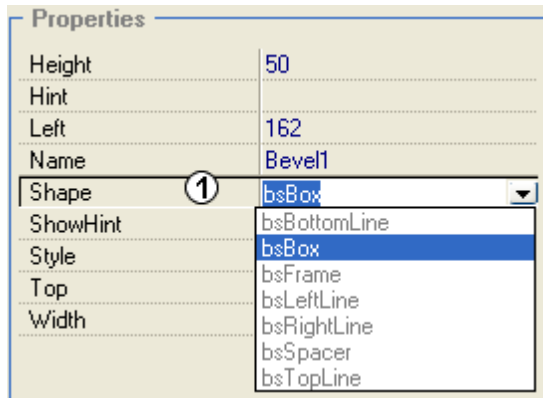 Properties
Height 50
Hint
Left 162
Name Bevel1
Shape 1 bsBox
ShowHint bsBottomLine
bsBox
Style bsFrame
Top bsLeftLine
Width bsRightLine
bsSpacer
bsTopLine